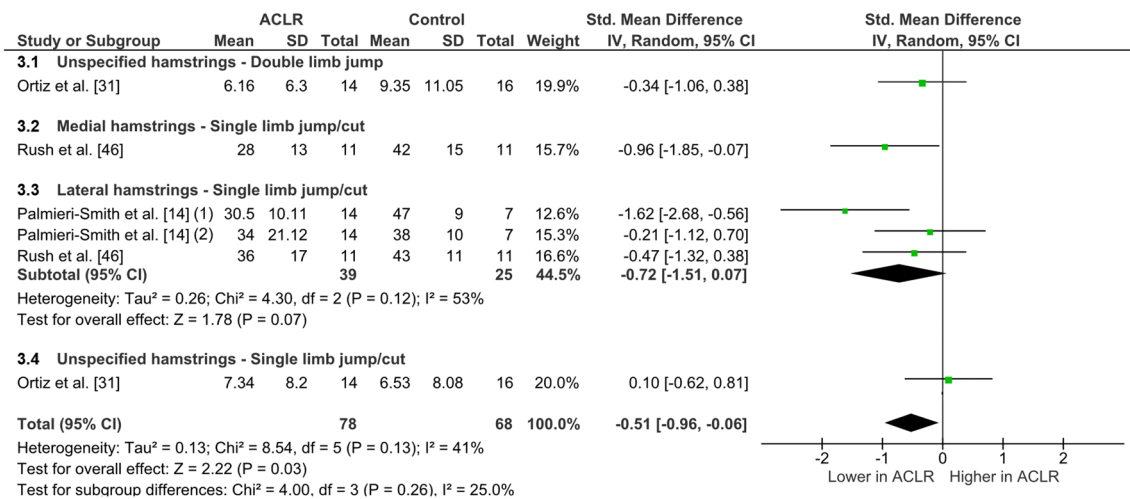 ACLR Control Std. Mean Difference Std. Mean Difference
Study or Subgroup Mean SD Total Mean SD Total Weight IV, Random, 95% CI IV, Random, 95% CI
3.1 Unspecified hamstrings - Double limb jump
Ortiz et al. [31] 6.16 6.3 14 9.35 11.05 16 19.9% -0.34 [-1.06, 0.38]
3.2 Medial hamstrings - Single limb jump/cut
Rush et al. [46] 28 13 11 42 15 11 15.7% -0.96 [-1.85, -0.07]
3.3 Lateral hamstrings - Single limb jump/cut
Palmieri-Smith et al. [14] (1) 30.5 10.11 14 47 9 7 12.6% -1.62 [-2.68, -0.56]
Palmieri-Smith et al. [14] (2) 34 21.12 14 38 10 7 15.3% -0.21 [-1.12, 0.70]
Rush et al. [46] 36 17 11 43 11 11 16.6% -0.47 [-1.32, 0.38]
Subtotal (95% CI) 39 25 44.5% -0.72 [-1.51, 0.07]
Heterogeneity: Tau² = 0.26; Chi² = 4.30, df = 2 (P = 0.12); I² = 53%
Test for overall effect: Z = 1.78 (P = 0.07)
3.4 Unspecified hamstrings - Single limb jump/cut
Ortiz et al. [31] 7.34 8.2 14 6.53 8.08 16 20.0% 0.10 [-0.62, 0.81]
Total (95% CI) 78 68 100.0% -0.51 [-0.96, -0.06]
Heterogeneity: Tau² = 0.13; Chi² = 8.54, df = 5 (P = 0.13); I² = 41%
Test for overall effect: Z = 2.22 (P = 0.03)
Test for subgroup differences: Chi² = 4.00, df = 3 (P = 0.26), I² = 25.0%
-2 -1 0 1 2
Lower in ACLR Higher in ACLR